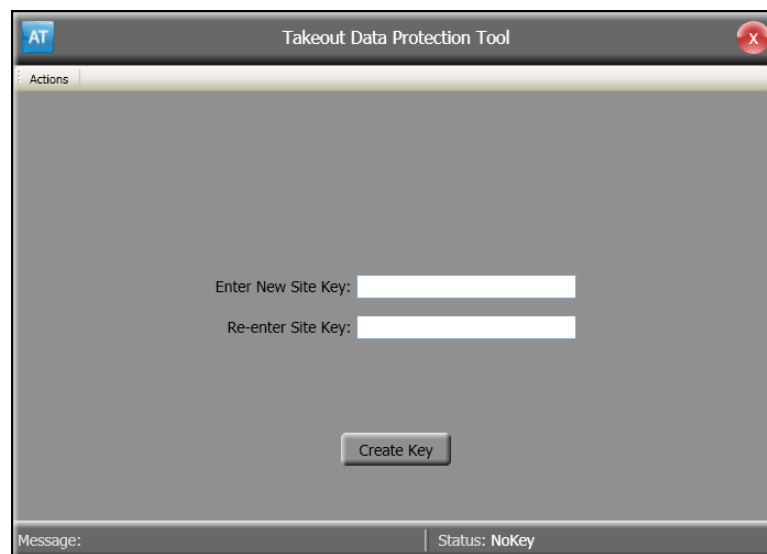 AT
Takeout Data Protection Tool
X
Actions
Enter New Site Key:
Re-enter Site Key:
Create Key
Message:
Status: NoKey